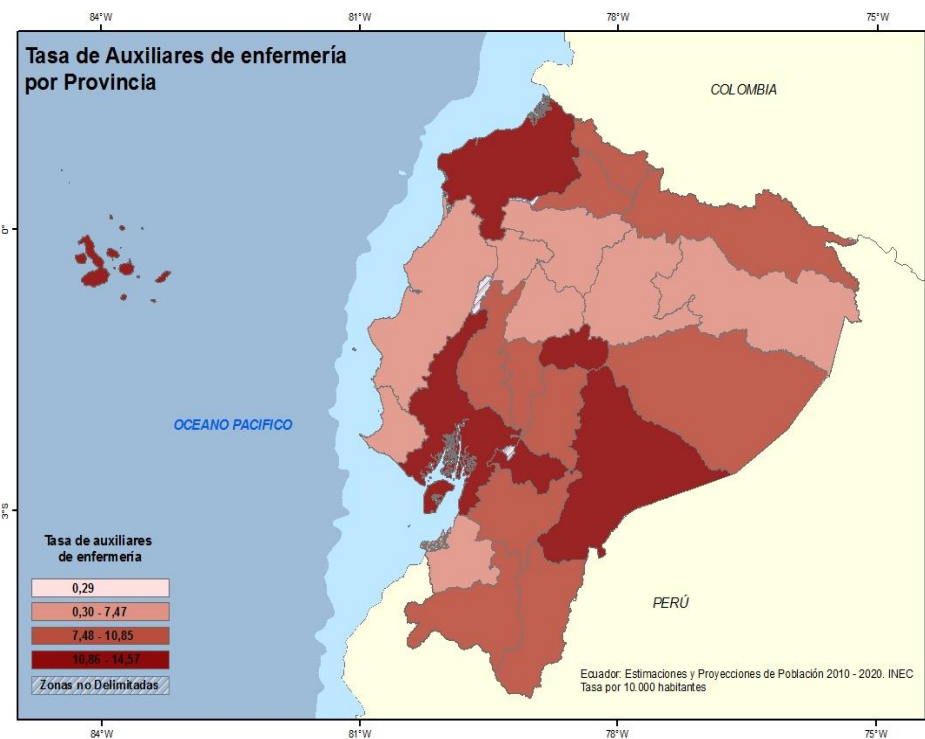 84°W 81°W 78°W 75°W
Tasa de Auxiliares de enfermería
por Provincia
COLOMBIA
0°
OCEANO PACIFICO
3°S
Tasa de auxiliares
de enfermería
0,29
0,30 - 7,47
7,48 - 10,85
10,86 - 14,57
Zonas no Delimitadas
PERÚ
Ecuador: Estimaciones y Proyecciones de Población 2010 - 2020. INEC
Tasa por 10.000 habitantes
84°W 81°W 78°W 75°W